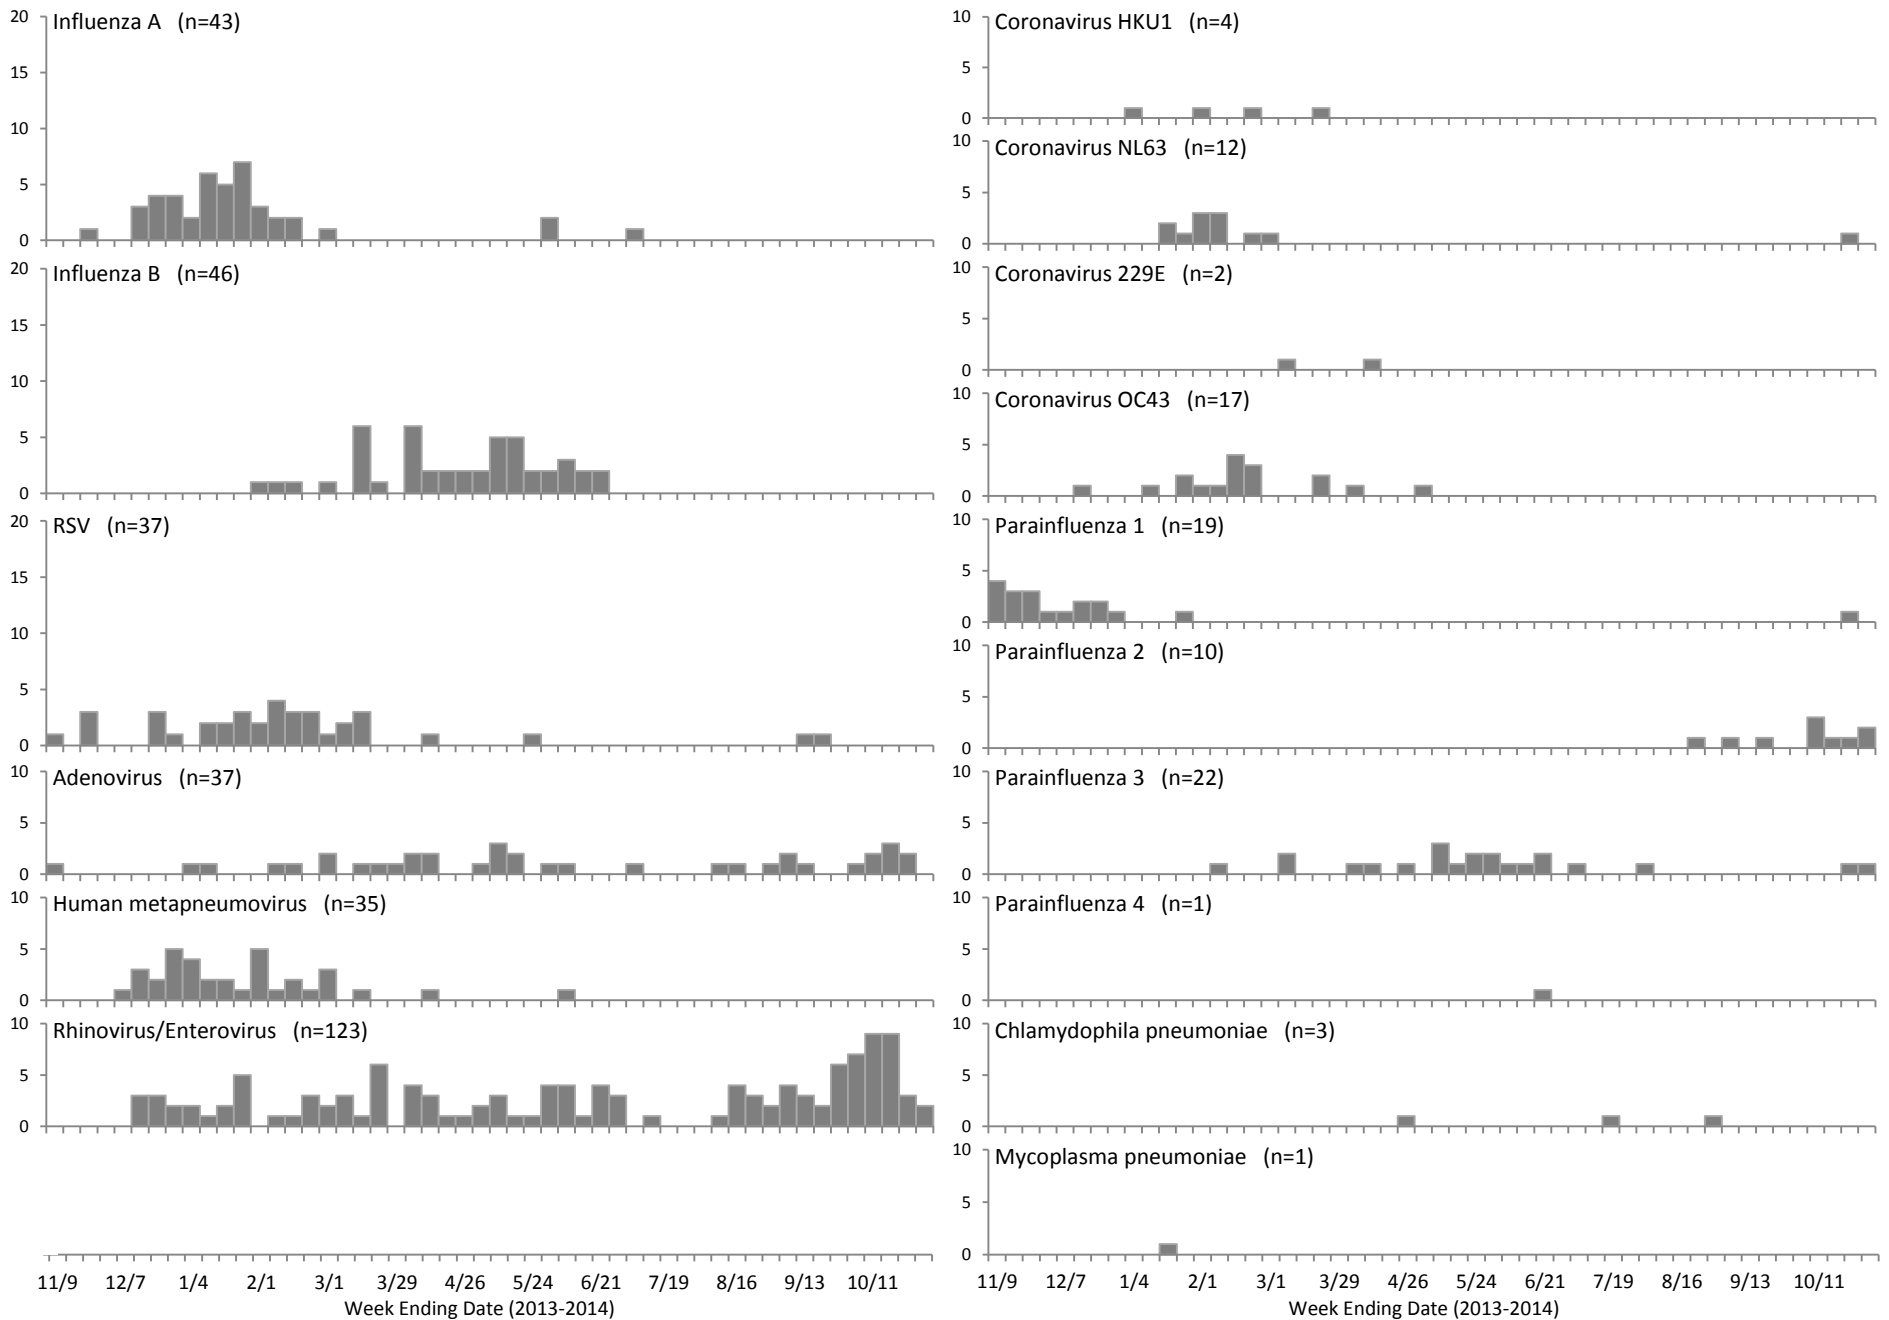 Influenza A (n=43)
20
15
10
5
0
Influenza B (n=46)
20
15
10
5
0
RSV (n=37)
20
15
10
5
0
Adenovirus (n=37)
10
5
0
Human metapneumovirus (n=35)
10
5
0
Rhinovirus/Enterovirus (n=123)
10
5
0
11/9 12/7 1/4 2/1 3/1 3/29 4/26 5/24 6/21 7/19 8/16 9/13 10/11
Week Ending Date (2013-2014)
Coronavirus HKU1 (n=4)
10
5
0
Coronavirus NL63 (n=12)
10
5
0
Coronavirus 229E (n=2)
10
5
0
Coronavirus OC43 (n=17)
10
5
0
Parainfluenza 1 (n=19)
10
5
0
Parainfluenza 2 (n=10)
10
5
0
Parainfluenza 3 (n=22)
10
5
0
Parainfluenza 4 (n=1)
10
5
0
Chlamydophila pneumoniae (n=3)
10
5
0
Mycoplasma pneumoniae (n=1)
10
5
0
11/9 12/7 1/4 2/1 3/1 3/29 4/26 5/24 6/21 7/19 8/16 9/13 10/11
Week Ending Date (2013-2014)